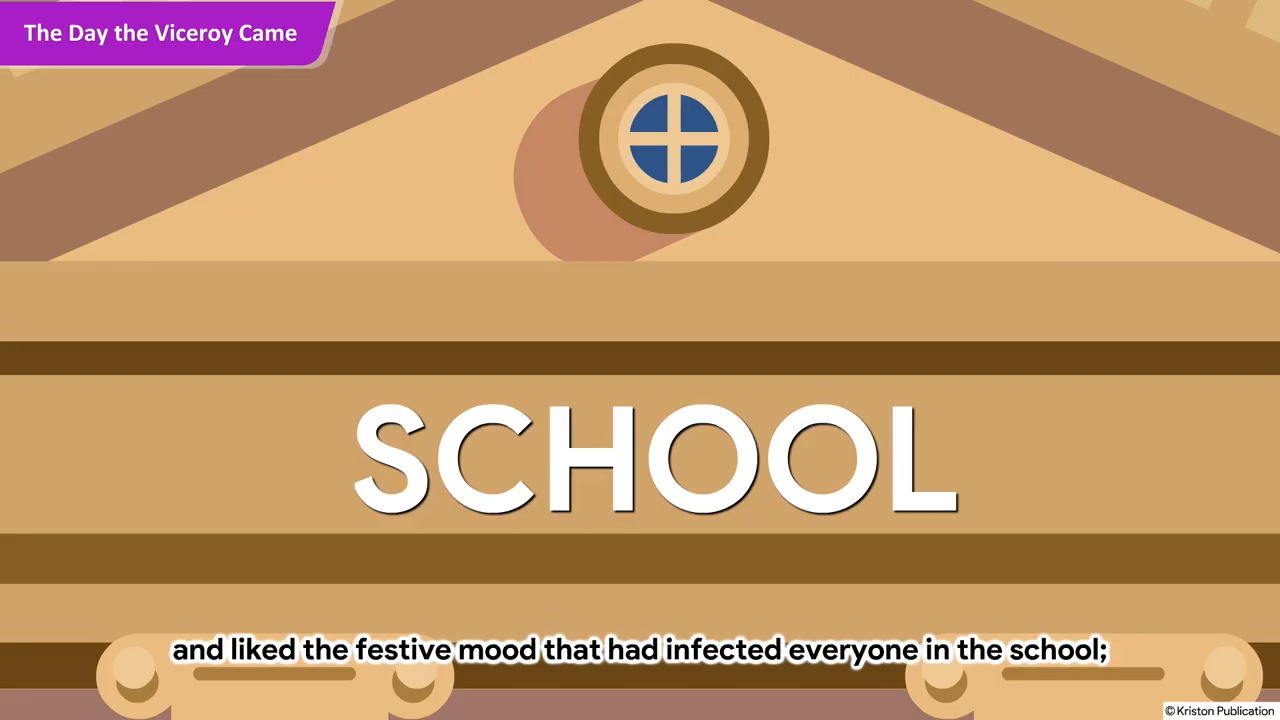 The Day the Viceroy Came
SCHOOL
and liked the festive mood that had infected everyone in the school;
© Kriston Publication